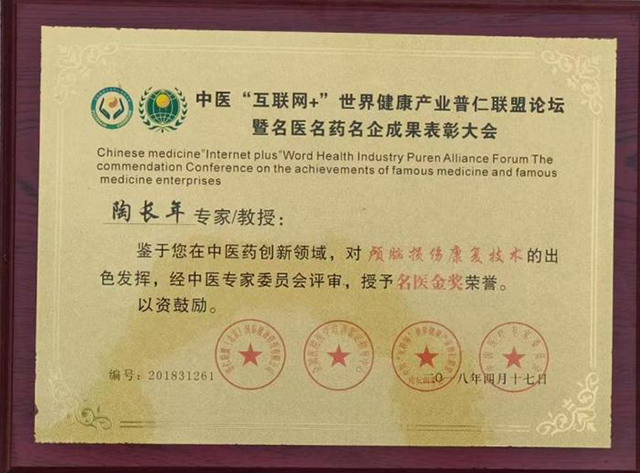 中医“互联网+”世界健康产业普仁联盟论坛
暨名医名药名企成果表彰大会
Chinese medicine"Internet plus"Word Health Industry Puren Alliance Forum The
commendation Conference on the achievements of famous medicine and famous
medicine enterprises
陶长年 专家/教授：
鉴于您在中医药创新领域，对 颅脑损伤康复技术的出
色发挥，经中医专家委员会评审，授予名医金奖荣誉。
以资鼓励。
编号：201831261
二〇一八年四月十七日